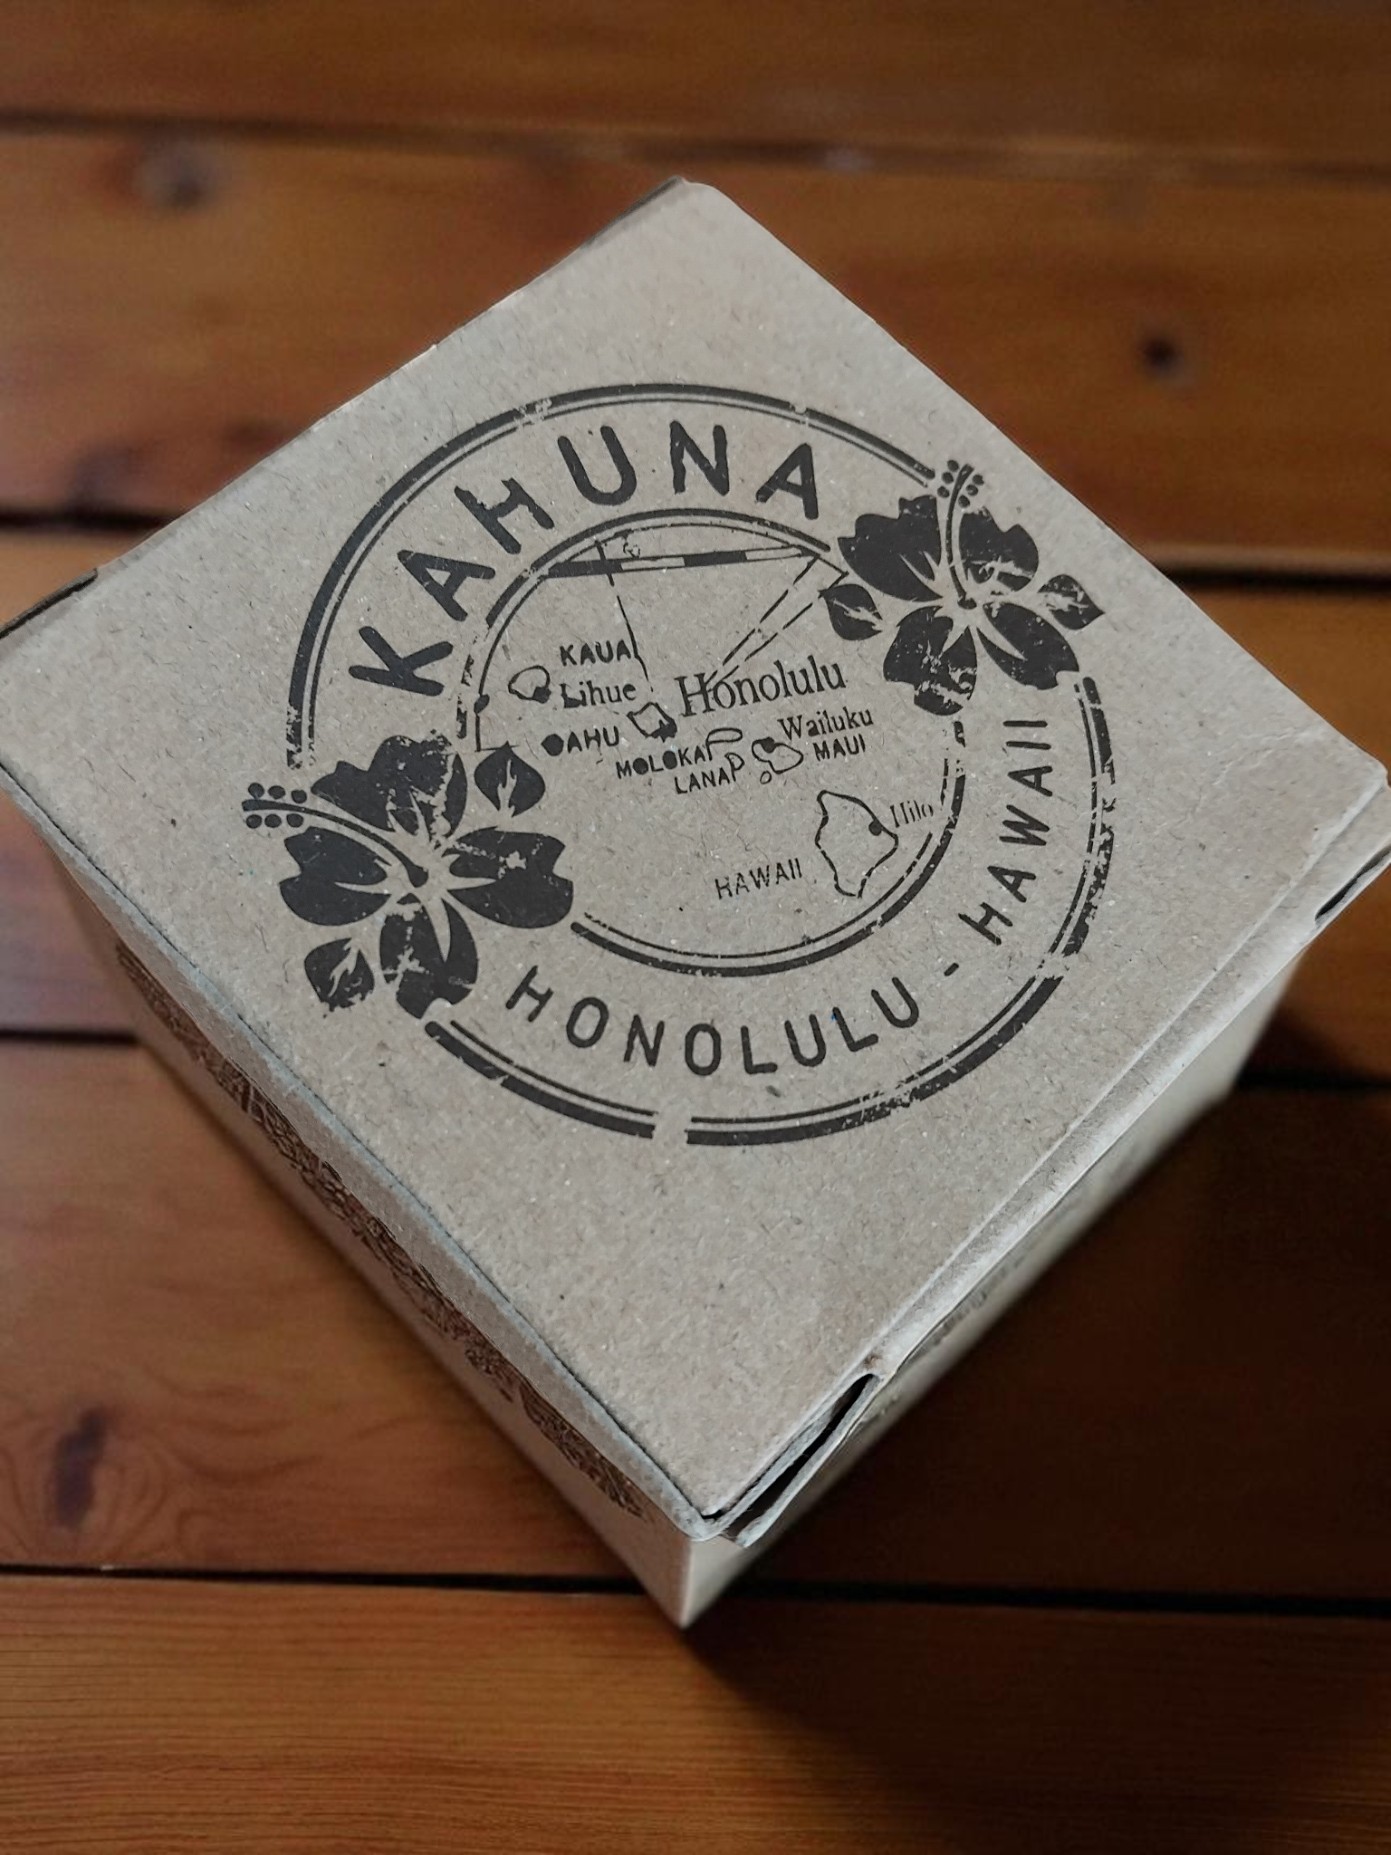 KAHUNA
KAUAI
Lihue
Honolulu
OAHU
Wailuku
MOLOKAI
MAUI
LANAI
Hilo
HAWAII
HONOLULU - HAWAII